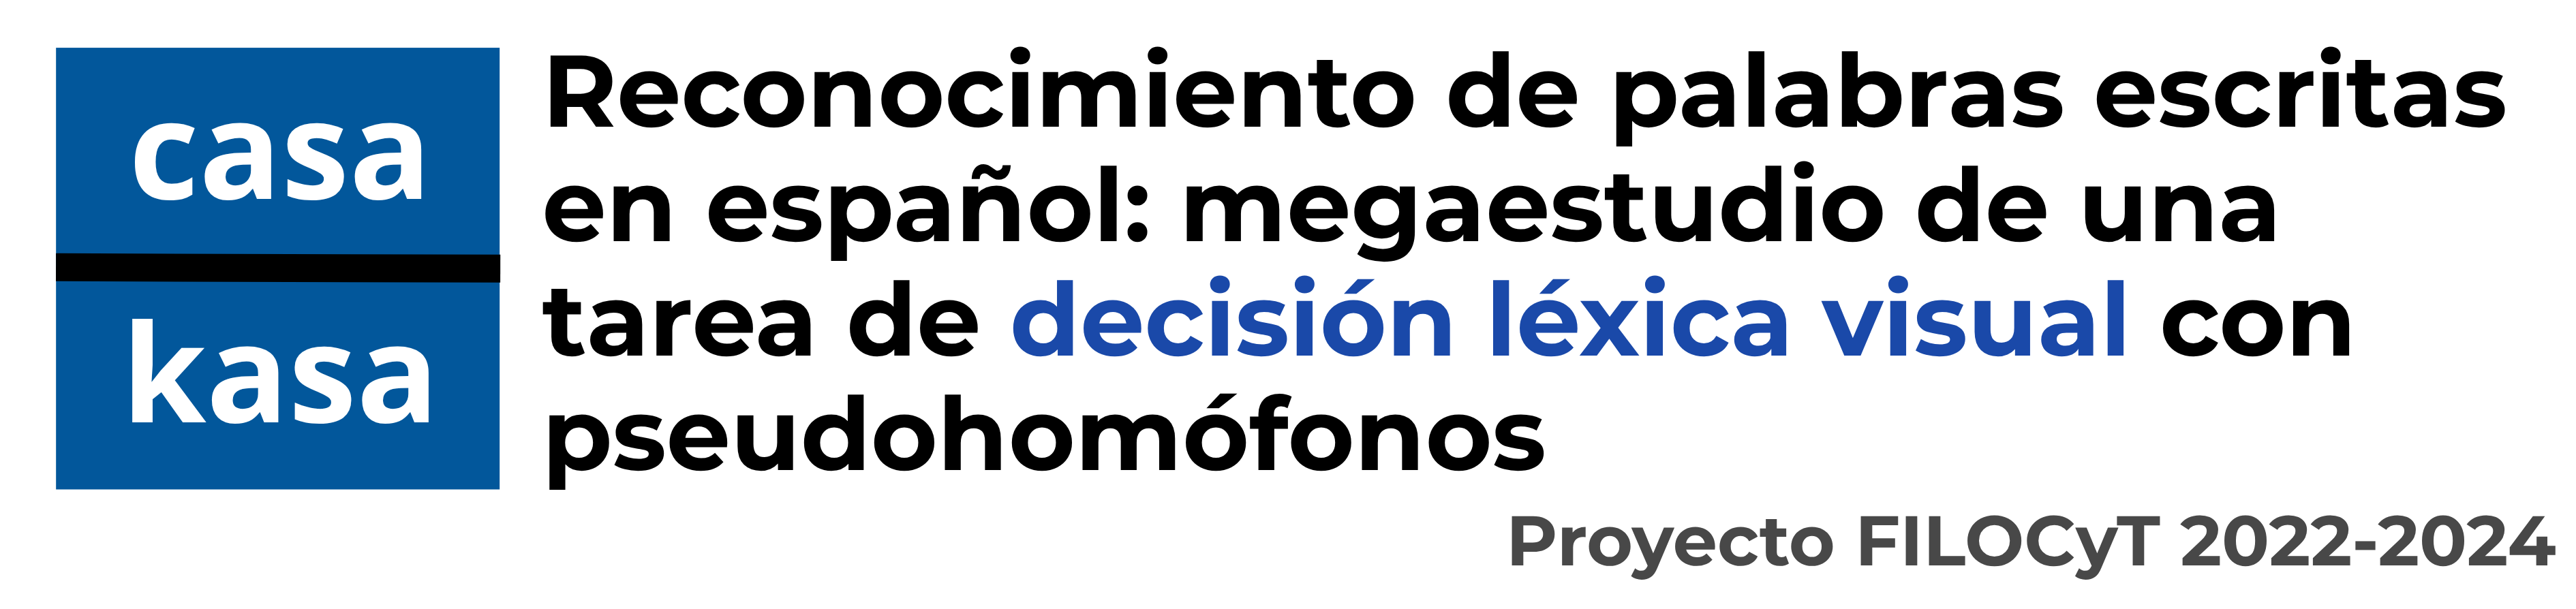 casa
kasa
Reconocimiento de palabras escritas
en español: megaestudio de una
tarea de decisión léxica visual con
pseudohomófonos
Proyecto FILOCyT 2022-2024